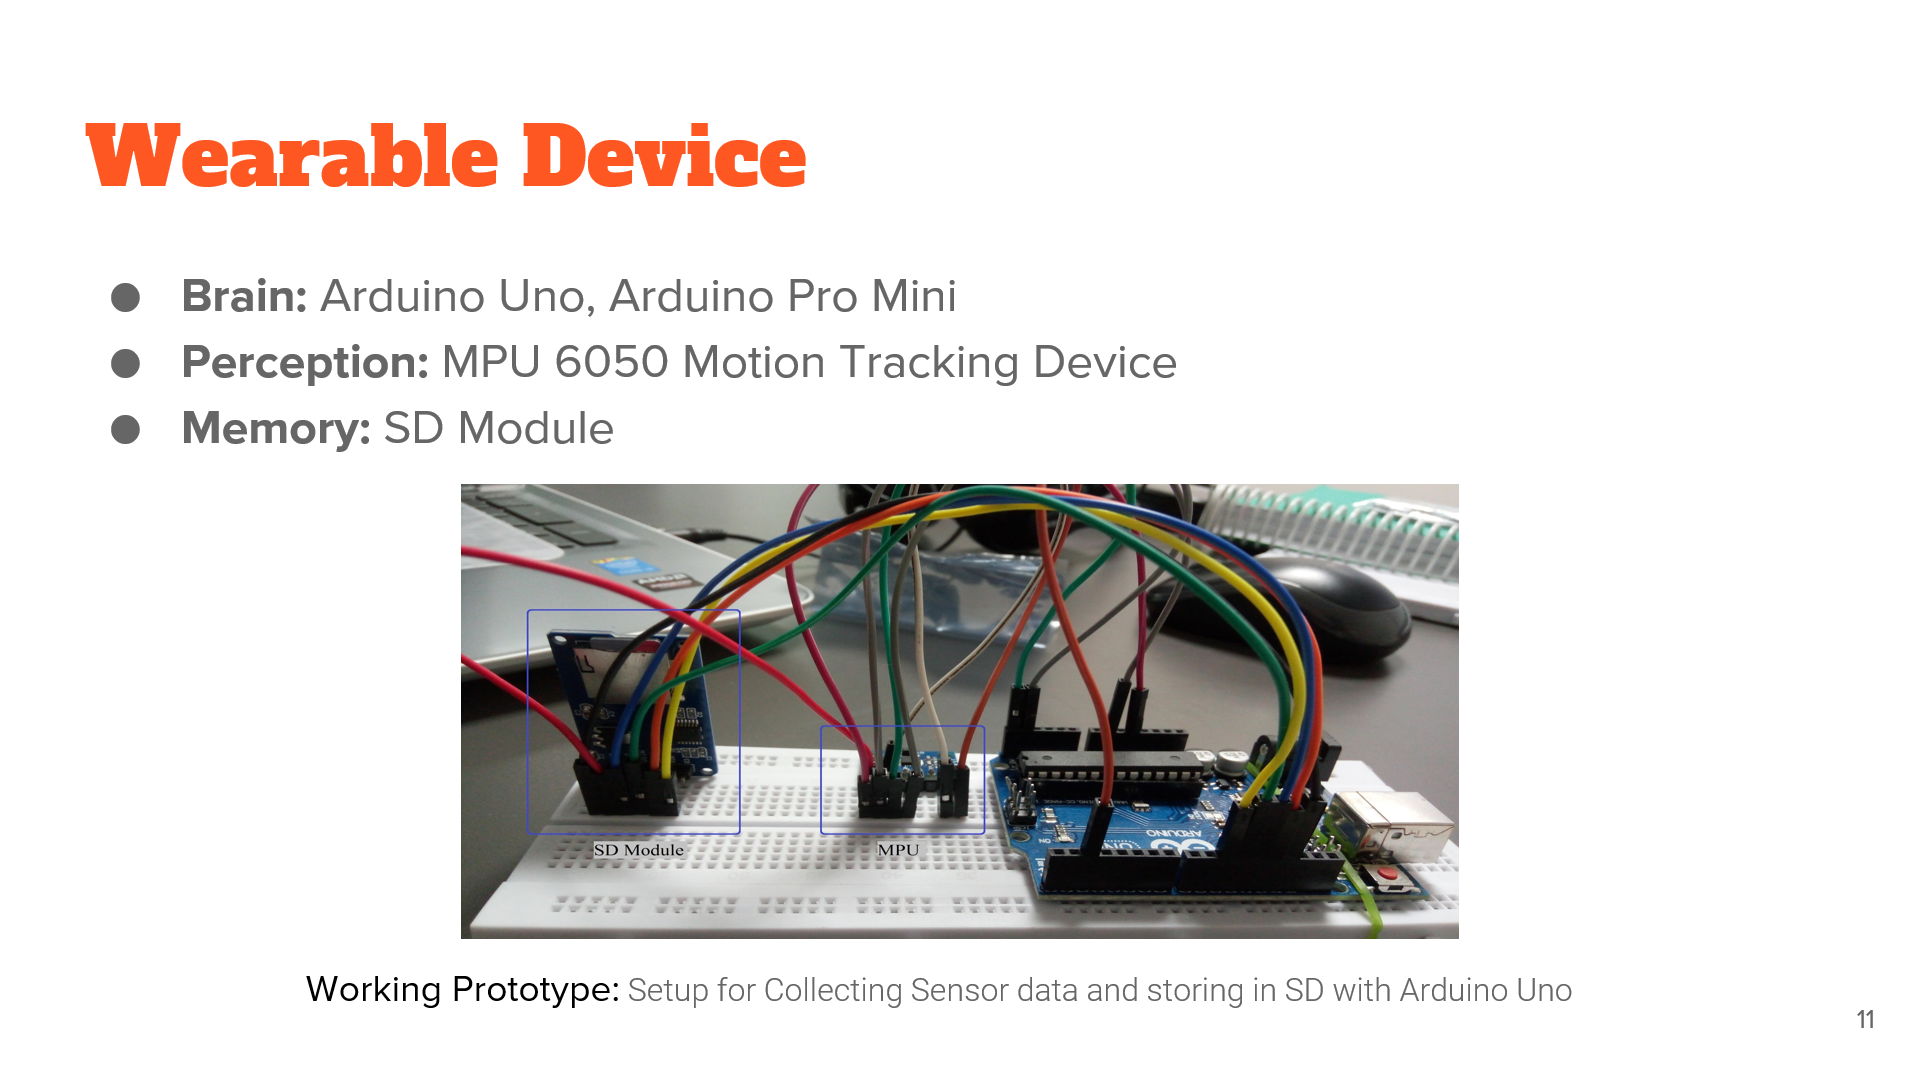 Wearable Device
● Brain: Arduino Uno, Arduino Pro Mini
● Perception: MPU 6050 Motion Tracking Device
● Memory: SD Module
SD Module
MPU
ARDUINO
Working Prototype: Setup for Collecting Sensor data and storing in SD with Arduino Uno
11